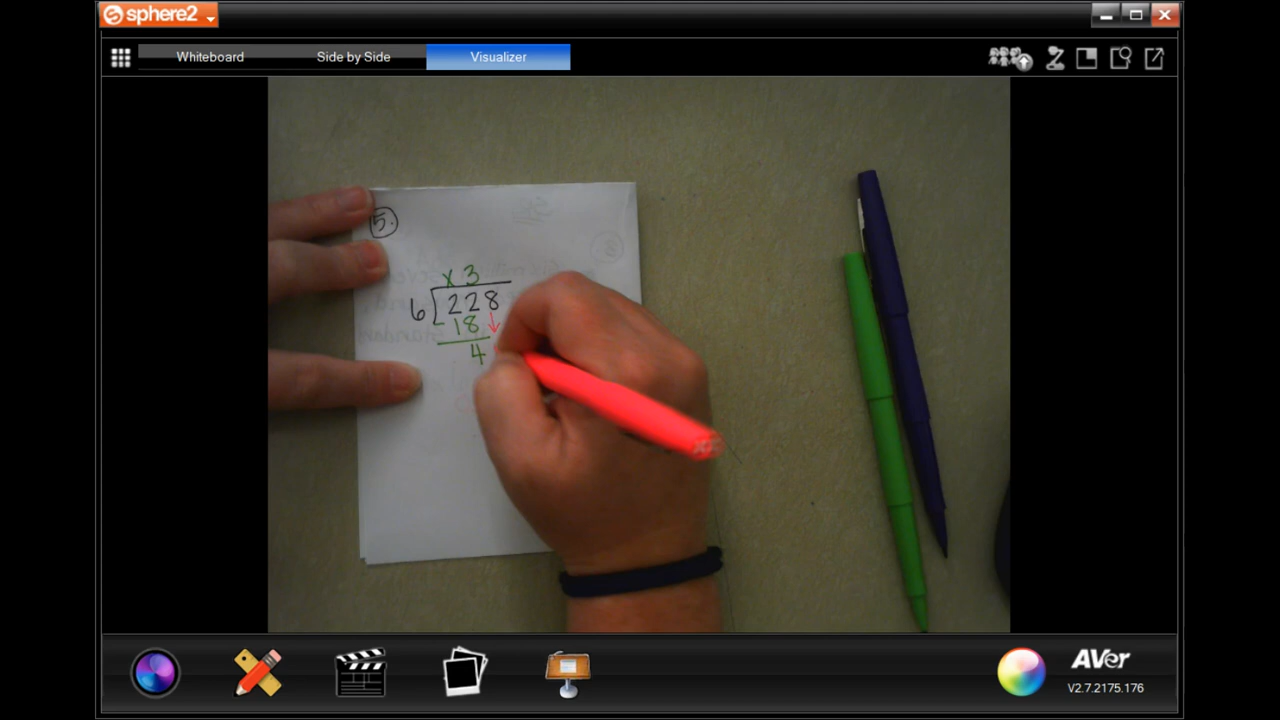 sphere2
Whiteboard Side by Side Visualizer
5.
x 3
6 228
- 18
4
AVer
V2.7.2175.176